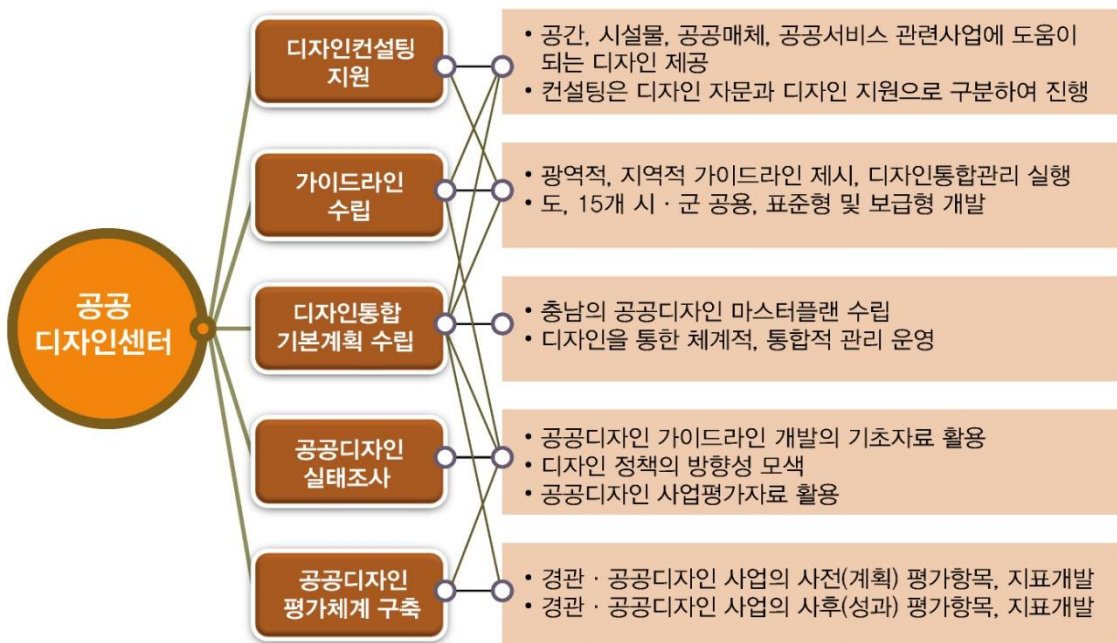 공공
디자인센터
디자인컨설팅
지원
• 공간, 시설물, 공공매체, 공공서비스 관련사업에 도움이
되는 디자인 제공
• 컨설팅은 디자인 자문과 디자인 지원으로 구분하여 진행
가이드라인
수립
• 광역적, 지역적 가이드라인 제시, 디자인통합관리 실행
• 도, 15개 시 · 군 공용, 표준형 및 보급형 개발
디자인통합
기본계획 수립
• 충남의 공공디자인 마스터플랜 수립
• 디자인을 통한 체계적, 통합적 관리 운영
공공디자인
실태조사
• 공공디자인 가이드라인 개발의 기초자료 활용
• 디자인 정책의 방향성 모색
• 공공디자인 사업평가자료 활용
공공디자인
평가체계 구축
• 경관 · 공공디자인 사업의 사전(계획) 평가항목, 지표개발
• 경관 · 공공디자인 사업의 사후(성과) 평가항목, 지표개발